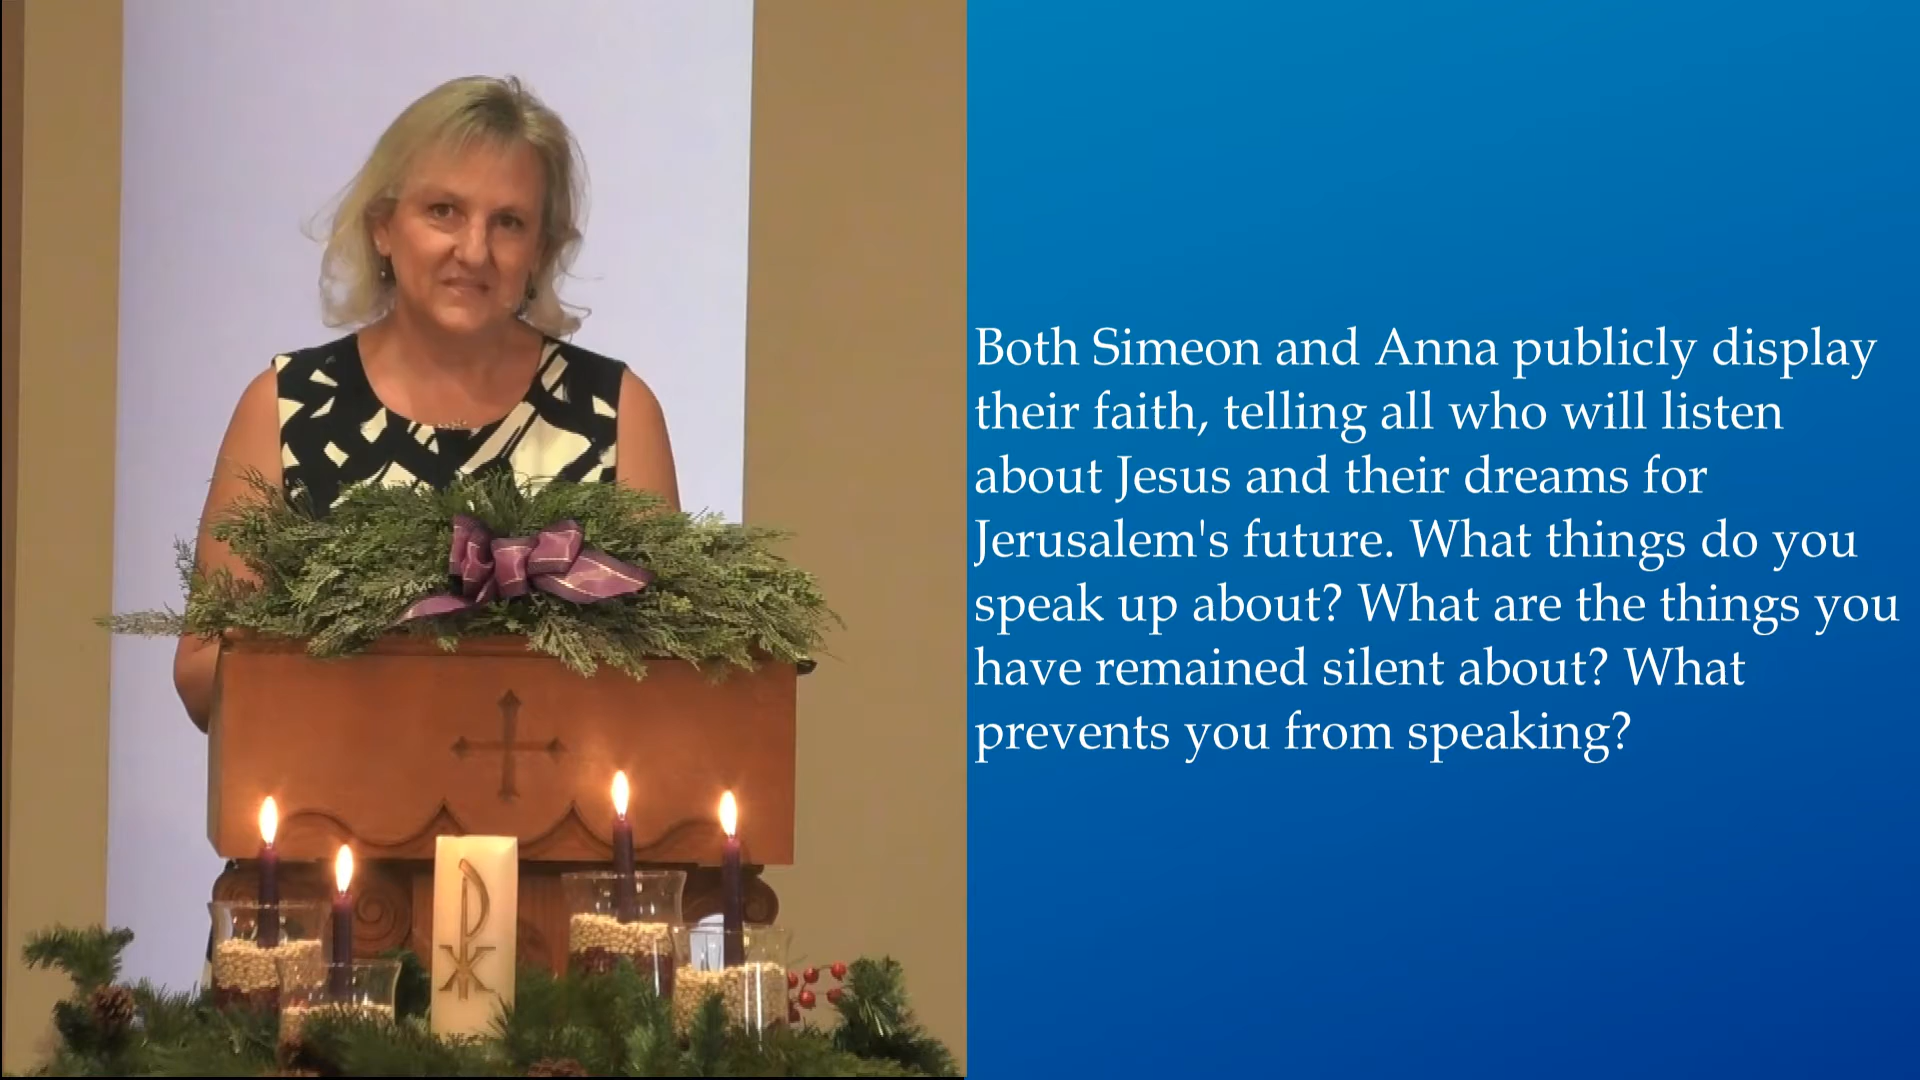 Both Simeon and Anna publicly display
their faith, telling all who will listen
about Jesus and their dreams for
Jerusalem's future. What things do you
speak up about? What are the things you
have remained silent about? What
prevents you from speaking?